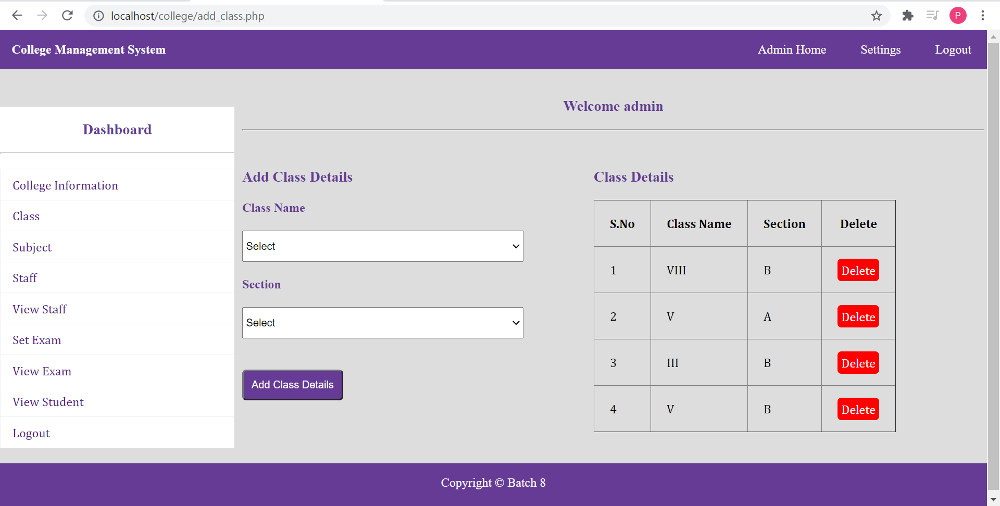 localhost/college/add_class.php
P
College Management System
Admin Home Settings Logout
Welcome admin
Dashboard
College Information
Class
Subject
Staff
View Staff
Set Exam
View Exam
View Student
Logout
Add Class Details
Class Name
Select
Section
Select
Add Class Details
Class Details
S.No Class Name Section Delete
1 VIII B Delete
2 V A Delete
3 III B Delete
4 V B Delete
Copyright © Batch 8